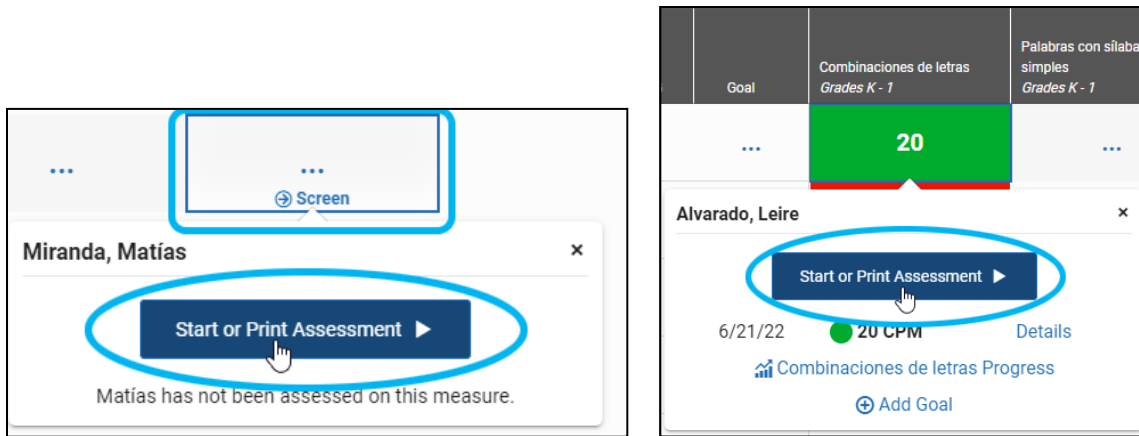 ...
...
Screen
Miranda, Matías
×
Start or Print Assessment
Matías has not been assessed on this measure.
Goal
Combinaciones de letras
Grades K - 1
Palabras con sílaba
simples
Grades K - 1
...
20
...
Alvarado, Leire
×
Start or Print Assessment
6/21/22
20 CPM
Details
Combinaciones de letras Progress
Add Goal